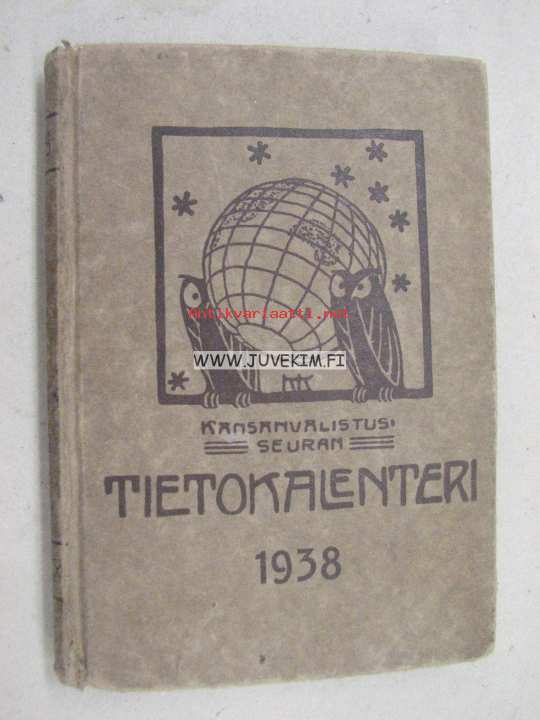 Antikvariaatti.net
WWW.JUVEKIM.FI
KANSANVALISTUS-
SEURAN
TIETOKALENTERI
1938